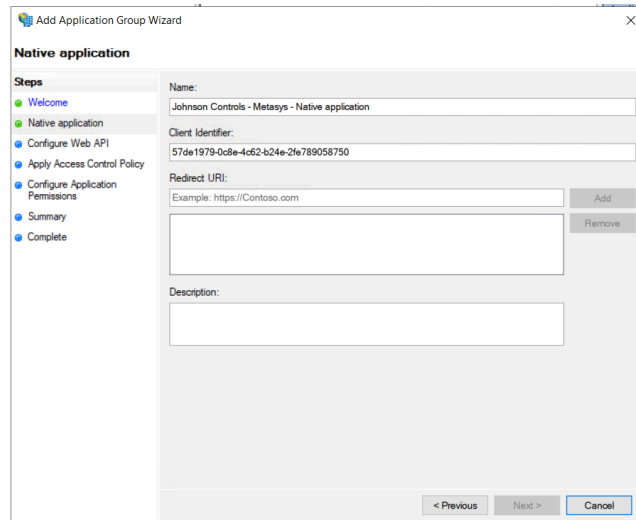 Add Application Group Wizard
Native application
Steps
Welcome
Native application
Configure Web API
Apply Access Control Policy
Configure Application
Permissions
Summary
Complete
Name:
Johnson Controls - Metasys - Native application
Client Identifier:
57de1979-0c8e-4c62-b24e-2fe789058750
Redirect URI:
Example: https://Contoso.com
Add
Remove
Description:
< Previous
Next >
Cancel